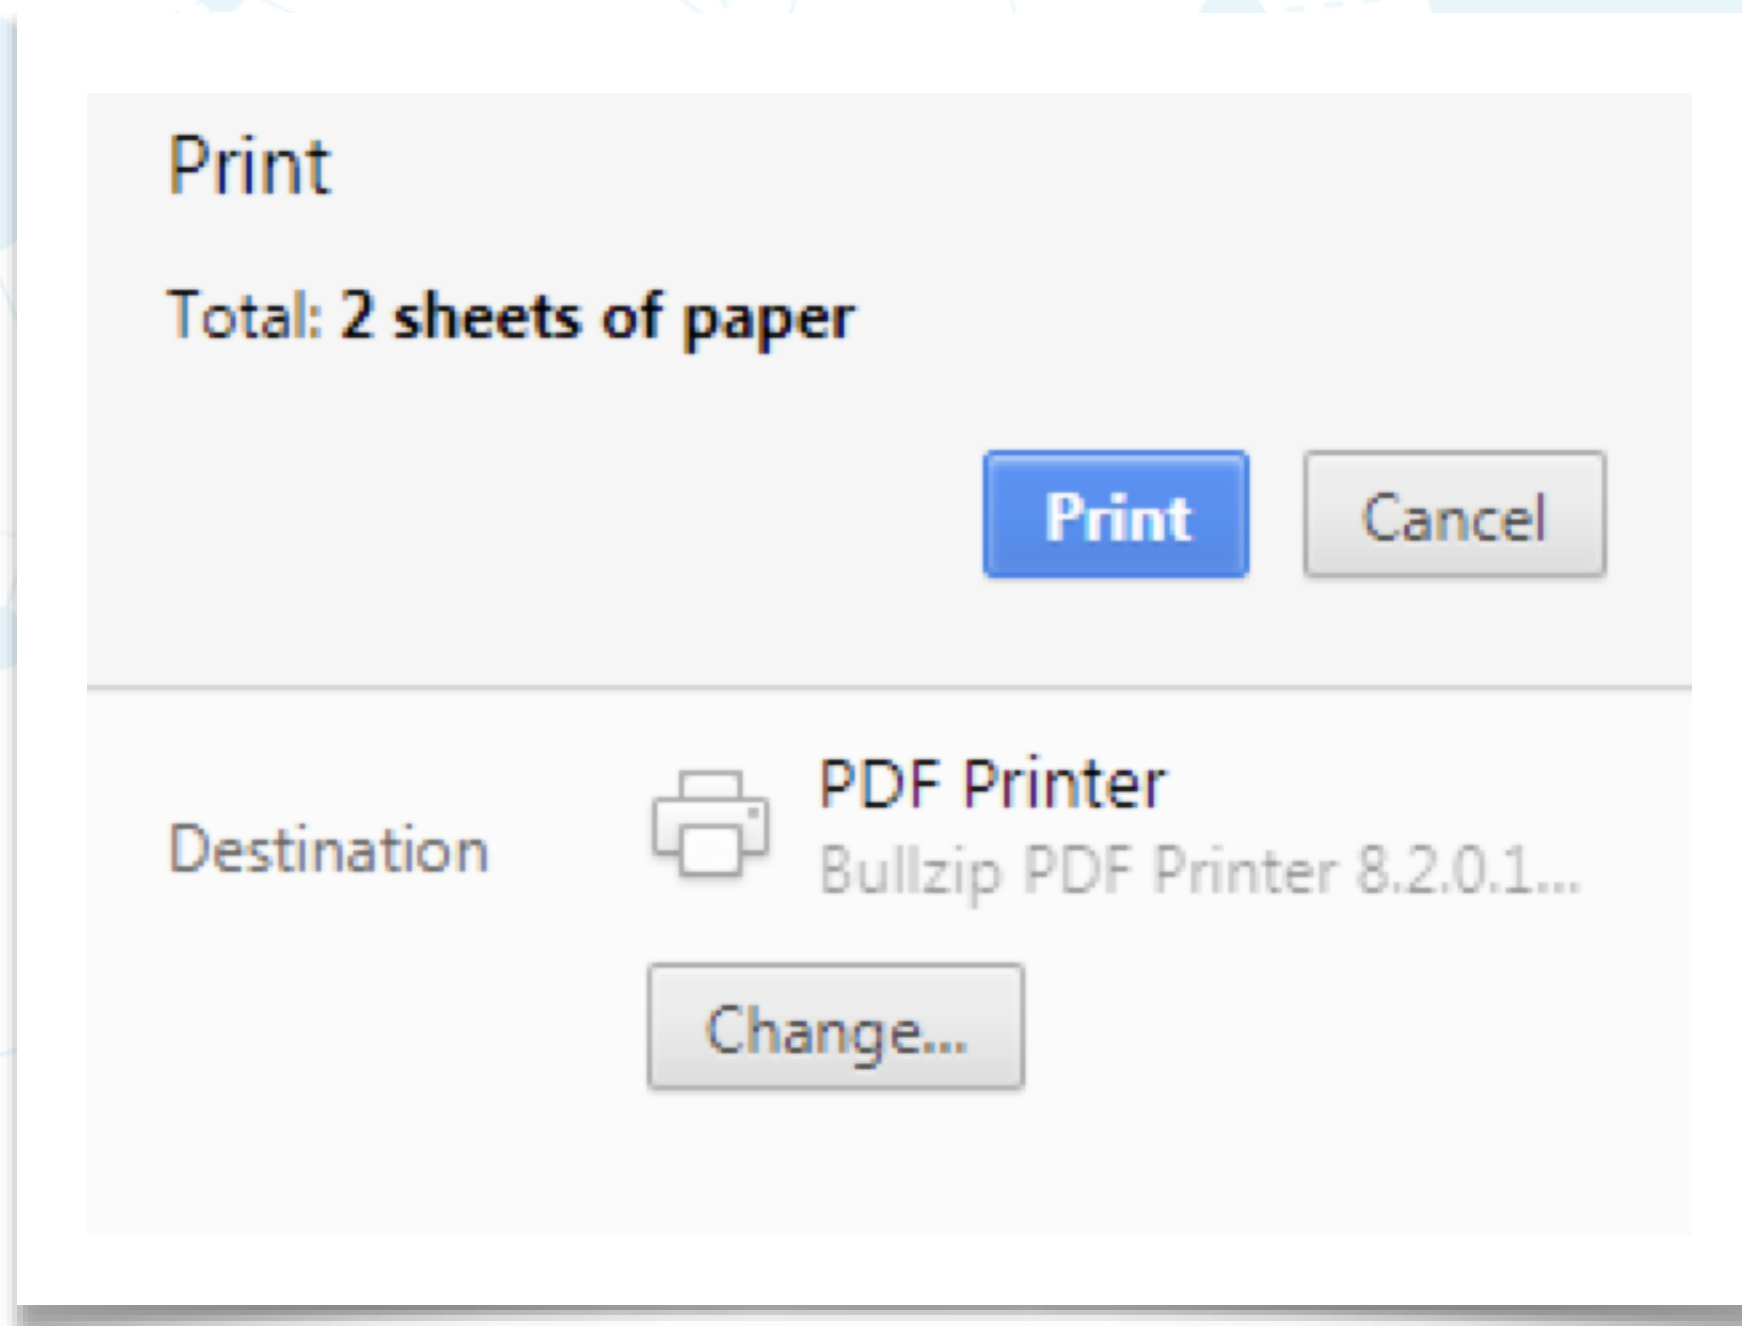 Print
Total: 2 sheets of paper
Print Cancel
Destination
PDF Printer
Bullzip PDF Printer 8.2.0.1...
Change...